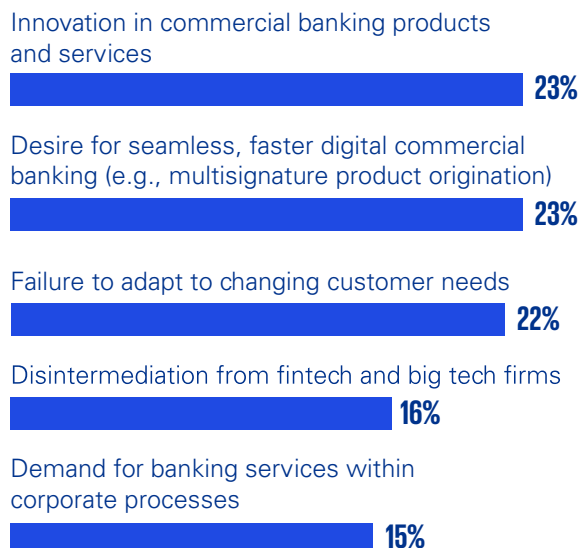 Innovation in commercial banking products
and services
23%
Desire for seamless, faster digital commercial
banking (e.g., multisignature product origination)
23%
Failure to adapt to changing customer needs
22%
Disintermediation from fintech and big tech firms
16%
Demand for banking services within
corporate processes
15%